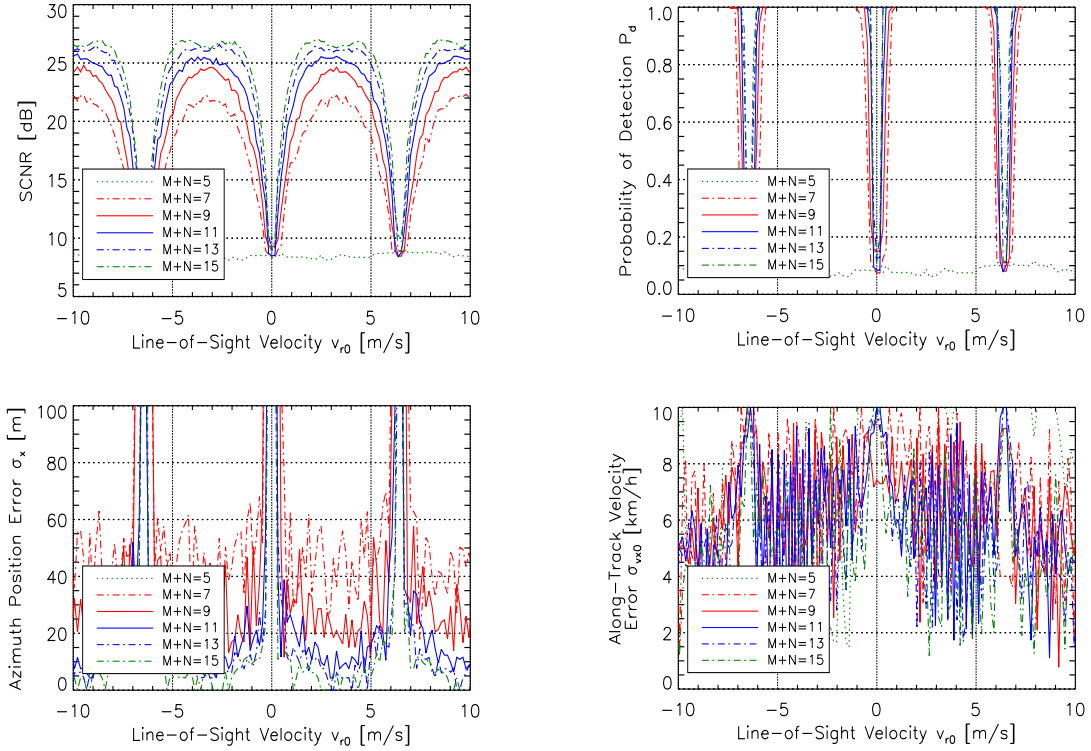 30
25
21
15
10
5
SCNR [dB]
M+N=5
M+N=7
M+N=9
M+N=11
M+N=13
M+N=15
-10 -5 0 5 10
Line-of-Sight Velocity v_r0 [m/s]
1.0
0.8
0.6
0.4
0.2
0.0
Probability of Detection P_d
M+N=5
M+N=7
M+N=9
M+N=11
M+N=13
M+N=15
-10 -5 0 5 10
Line-of-Sight Velocity v_r0 [m/s]
100
80
60
40
20
0
Azimuth Position Error σ_x [m]
M+N=5
M+N=7
M+N=9
M+N=11
M+N=13
M+N=15
-10 -5 0 5 10
Line-of-Sight Velocity v_r0 [m/s]
10
8
6
4
2
0
Along-Track Velocity
Error σ_vx0 [km/h]
M+N=5
M+N=7
M+N=9
M+N=11
M+N=13
M+N=15
-10 -5 0 5 10
Line-of-Sight Velocity v_r0 [m/s]